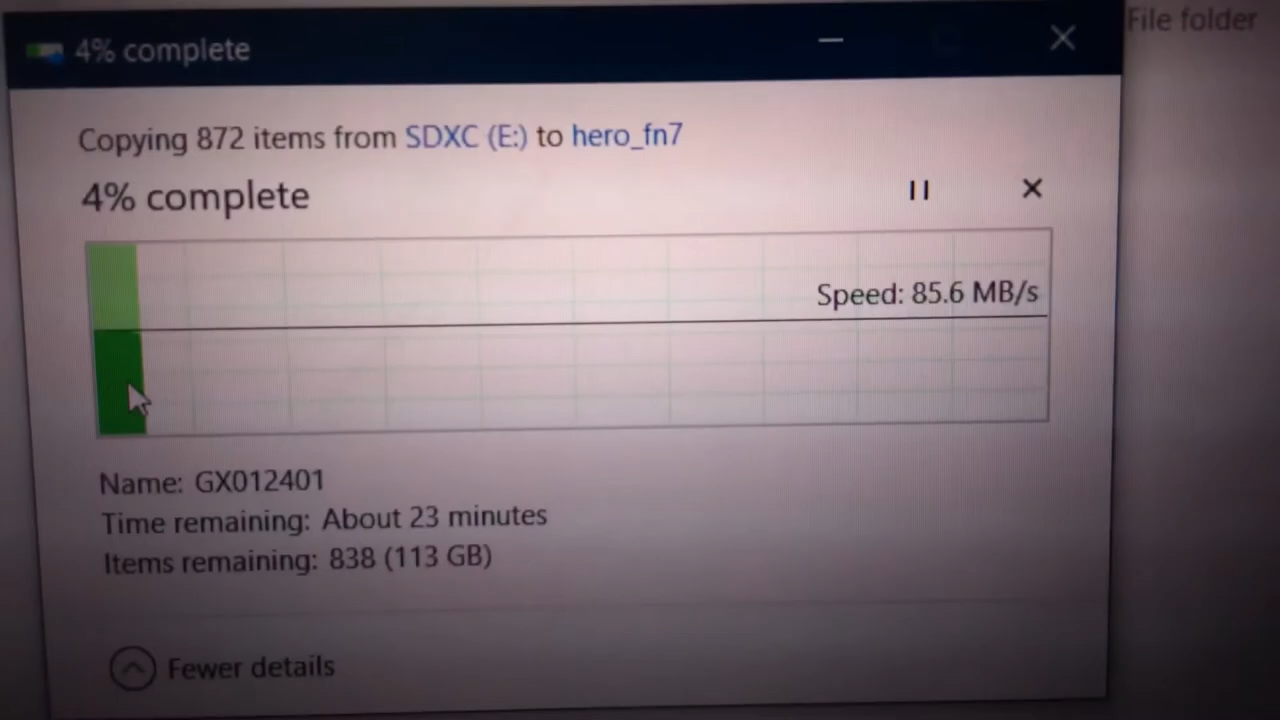 File folder
4% complete
Copying 872 items from SDXC (E:) to hero_fn7
4% complete
Speed: 85.6 MB/s
Name: GX012401
Time remaining: About 23 minutes
Items remaining: 838 (113 GB)
Fewer details